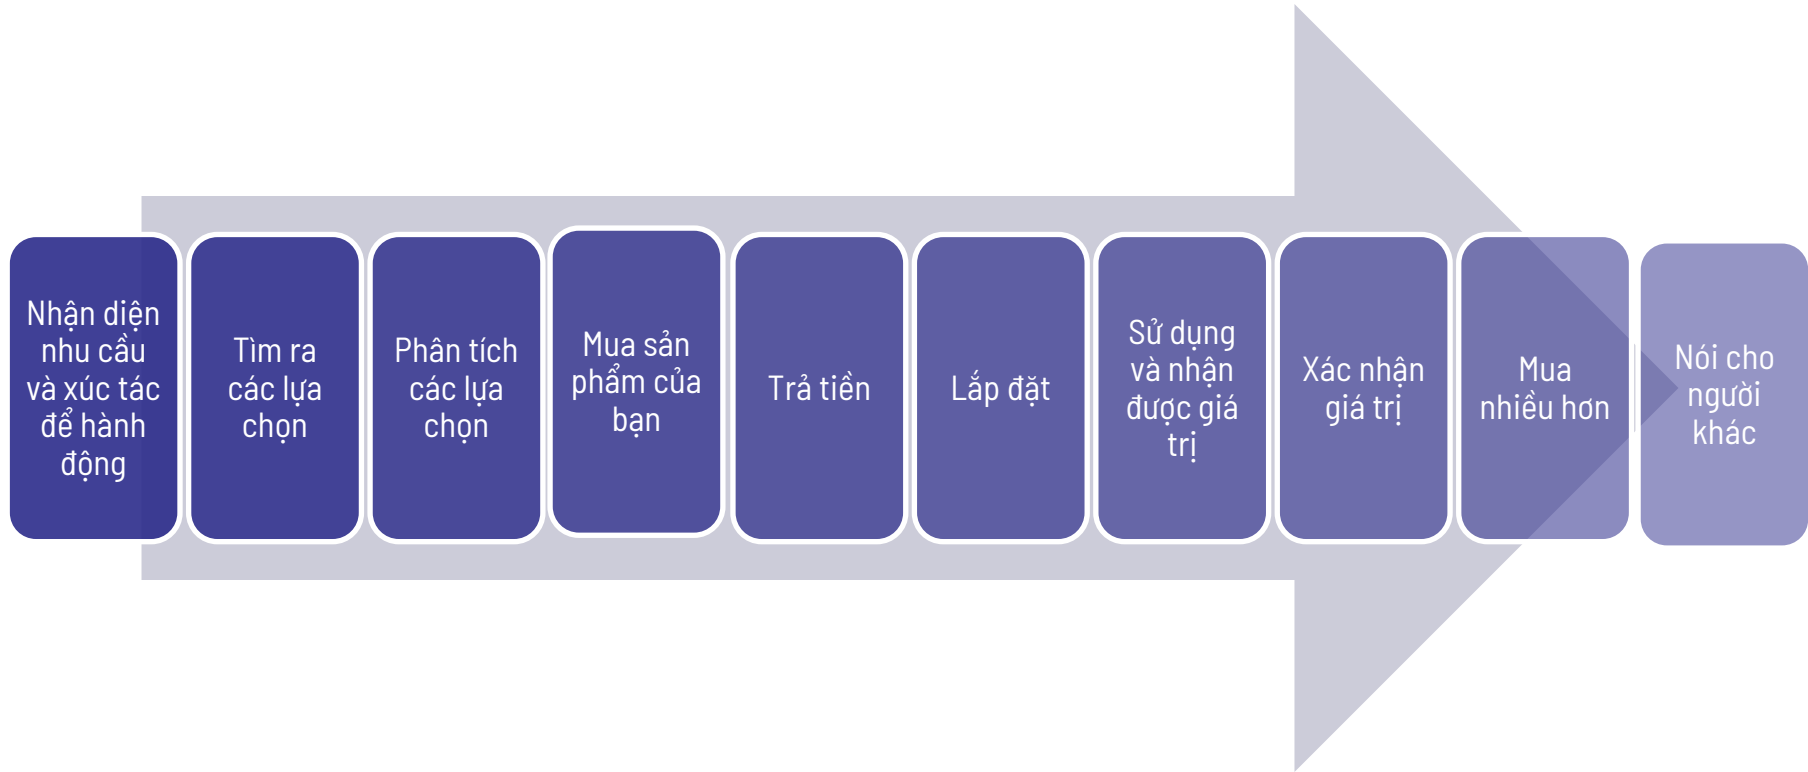 Nhận diện
nhu cầu
và xúc tác
để hành
động
Tìm ra
các lựa
chọn
Phân tích
các lựa
chọn
Mua sản
phẩm của
bạn
Trả tiền
Lắp đặt
Sử dụng
và nhận
được giá
trị
Xác nhận
giá trị
Mua
nhiều hơn
Nói cho
người
khác